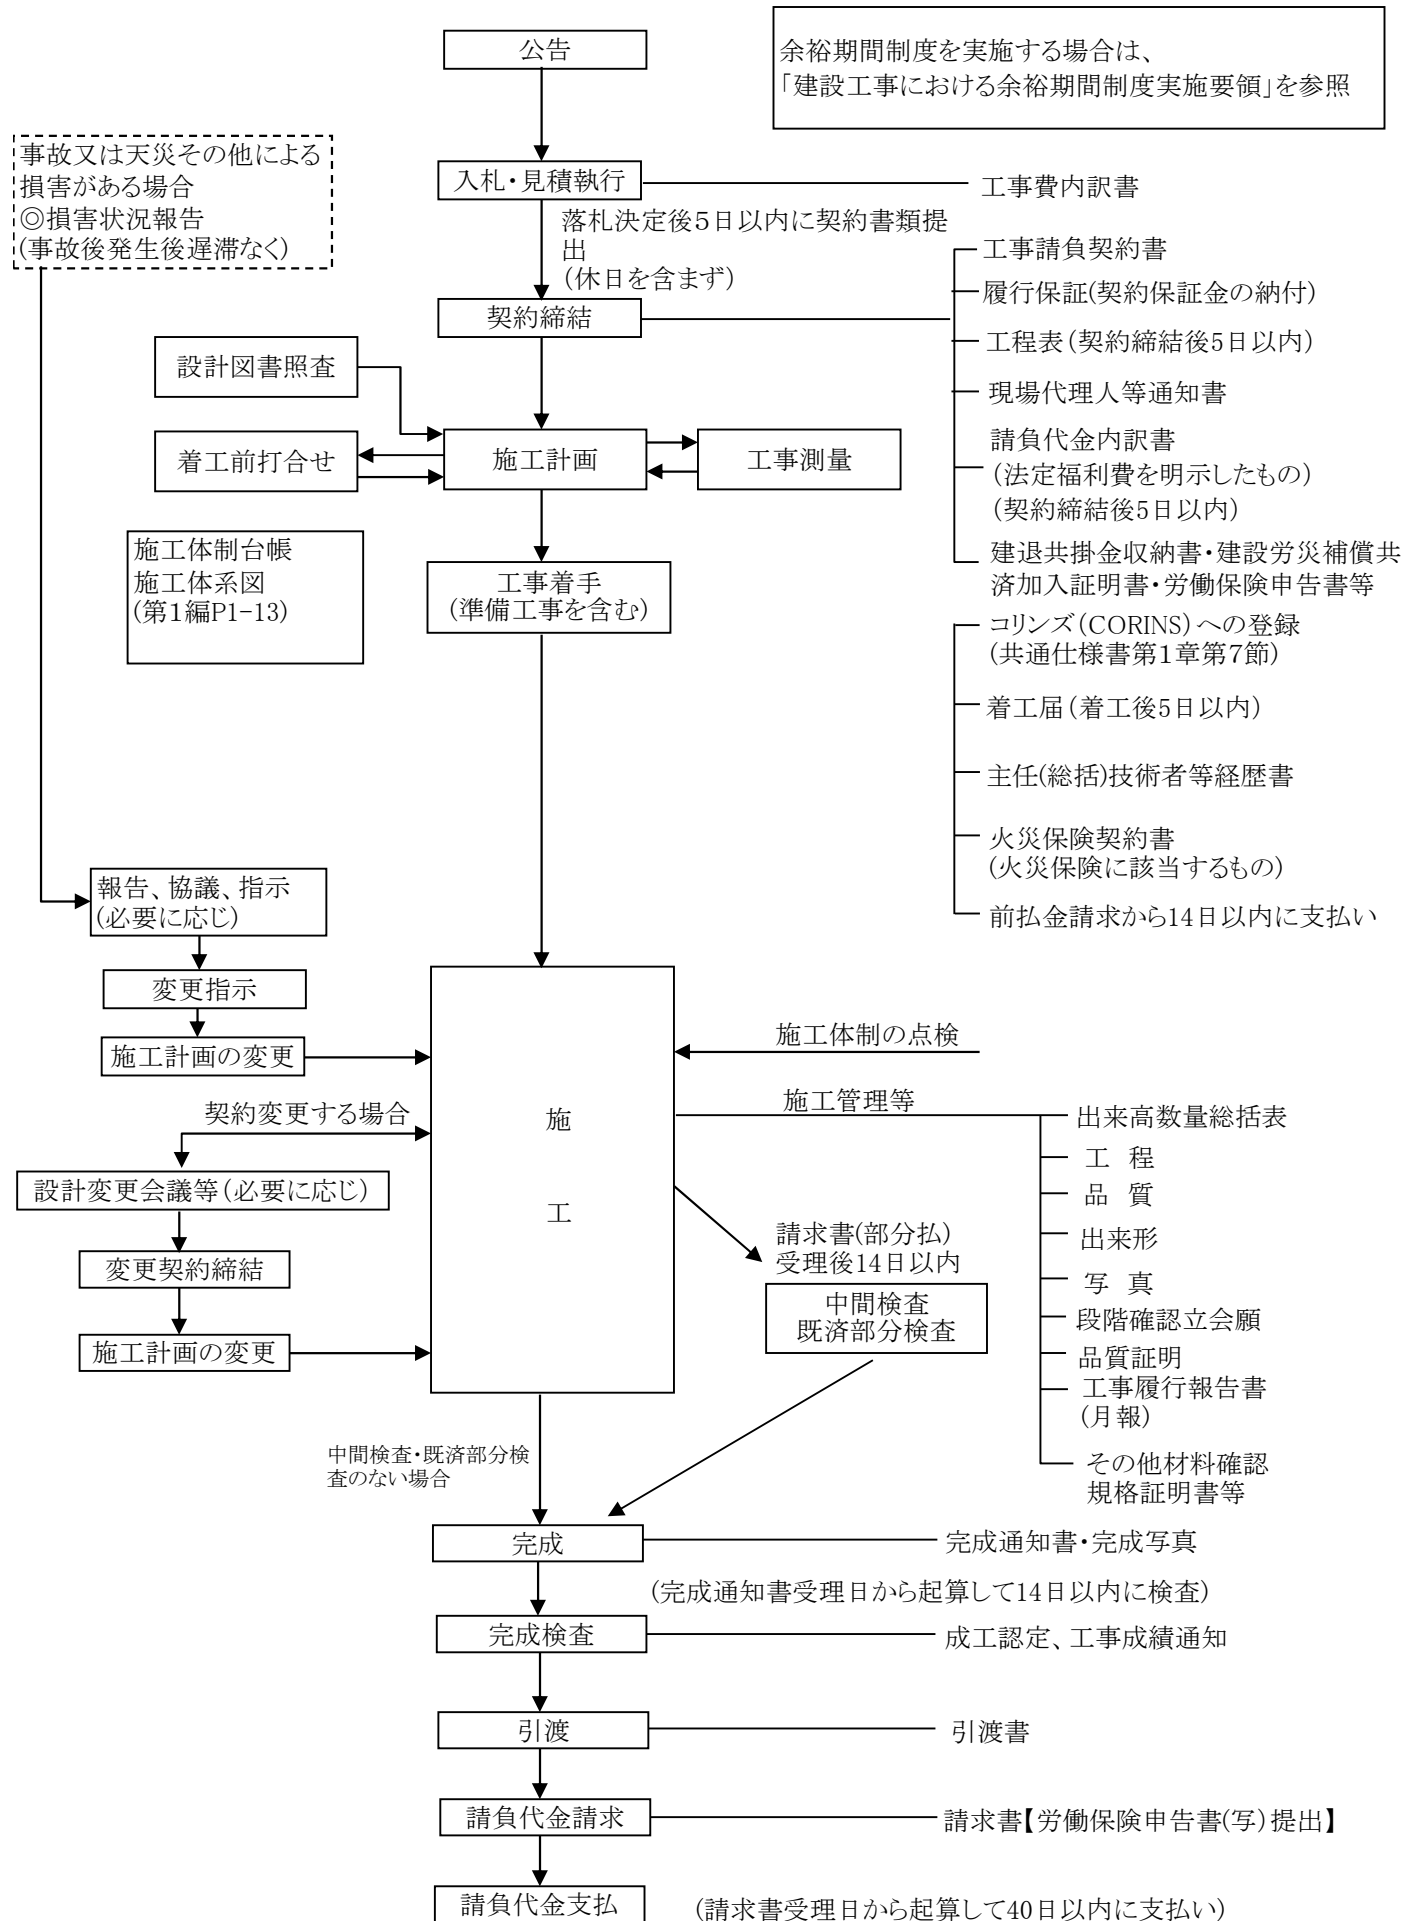 公告
余裕期間制度を実施する場合は、
「建設工事における余裕期間制度実施要領」を参照
事故又は天災その他による
損害がある場合
◎損害状況報告
(事故後発生後遅滞なく)
入札・見積執行
工事費内訳書
落札決定後5日以内に契約書類提
出
(休日を含まず)
契約締結
工事請負契約書
履行保証(契約保証金の納付)
工程表(契約締結後5日以内)
現場代理人等通知書
請負代金内訳書
(法定福利費を明示したもの)
(契約締結後5日以内)
建退共掛金収納書・建設労災補償共
済加入証明書・労働保険申告書等
設計図書照査
着工前打合せ
施工計画
工事測量
施工体制台帳
施工体系図
(第1編P1-13)
工事着手
(準備工事を含む)
コリンズ(CORINS)への登録
(共通仕様書第1章第7節)
着工届(着工後5日以内)
主任(総括)技術者等経歴書
火災保険契約書
(火災保険に該当するもの)
前払金請求から14日以内に支払い
報告、協議、指示
(必要に応じ)
変更指示
施工計画の変更
契約変更する場合
設計変更会議等(必要に応じ)
変更契約締結
施工計画の変更
施
工
施工体制の点検
施工管理等
出来高数量総括表
工 程
品 質
出来形
写 真
段階確認立会願
品質証明
工事履行報告書
(月報)
その他材料確認
規格証明書等
請求書(部分払)
受理後14日以内
中間検査
既済部分検査
中間検査・既済部分検
査のない場合
完成
完成通知書・完成写真
(完成通知書受理日から起算して14日以内に検査)
完成検査
成工認定、工事成績通知
引渡
引渡書
請負代金請求
請求書【労働保険申告書(写)提出】
請負代金支払
(請求書受理日から起算して40日以内に支払い)